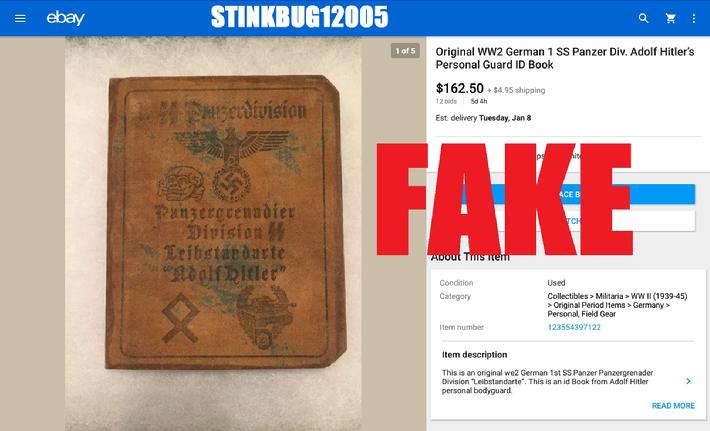 STINKBUG12005
ebay
1 of 5
Original WW2 German 1 SS Panzer Div. Adolf Hitler's
Personal Guard ID Book
$162.50 + $4.95 shipping
12 bids 5d 4h
Est. delivery Tuesday, Jan 8
FAKE
About This Item
Condition Used
Category Collectibles > Militaria > WW II (1939-45)
> Original Period Items > Germany >
Personal, Field Gear
Item number 123554397122
Item description
This is an original we2 German 1st SS Panzer Panzergrenader
Division "Leibstandarte". This is an id Book from Adolf Hitler
personal bodyguard.
READ MORE
Panzerdivision
Panzergrenadier
Division SS
Leibstandarte
"Adolf Hitler"